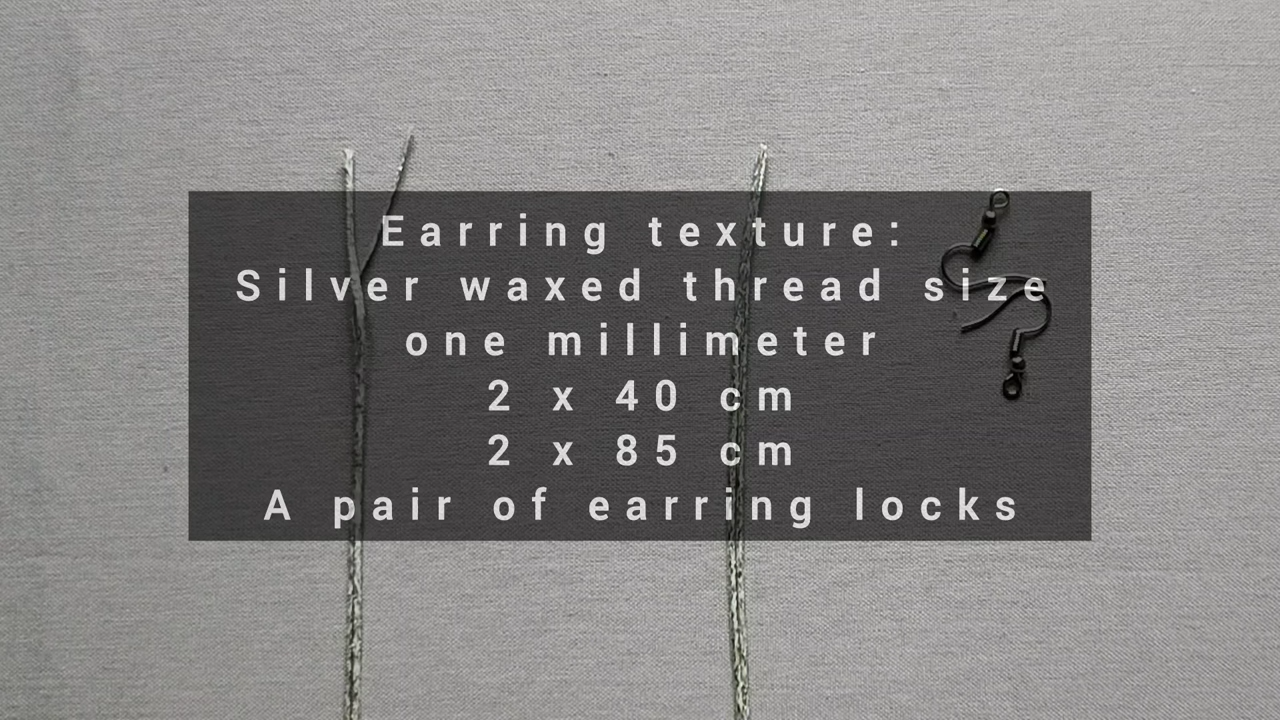 Earring texture:
Silver waxed thread size
one millimeter
2 x 40 cm
2 x 85 cm
A pair of earring locks